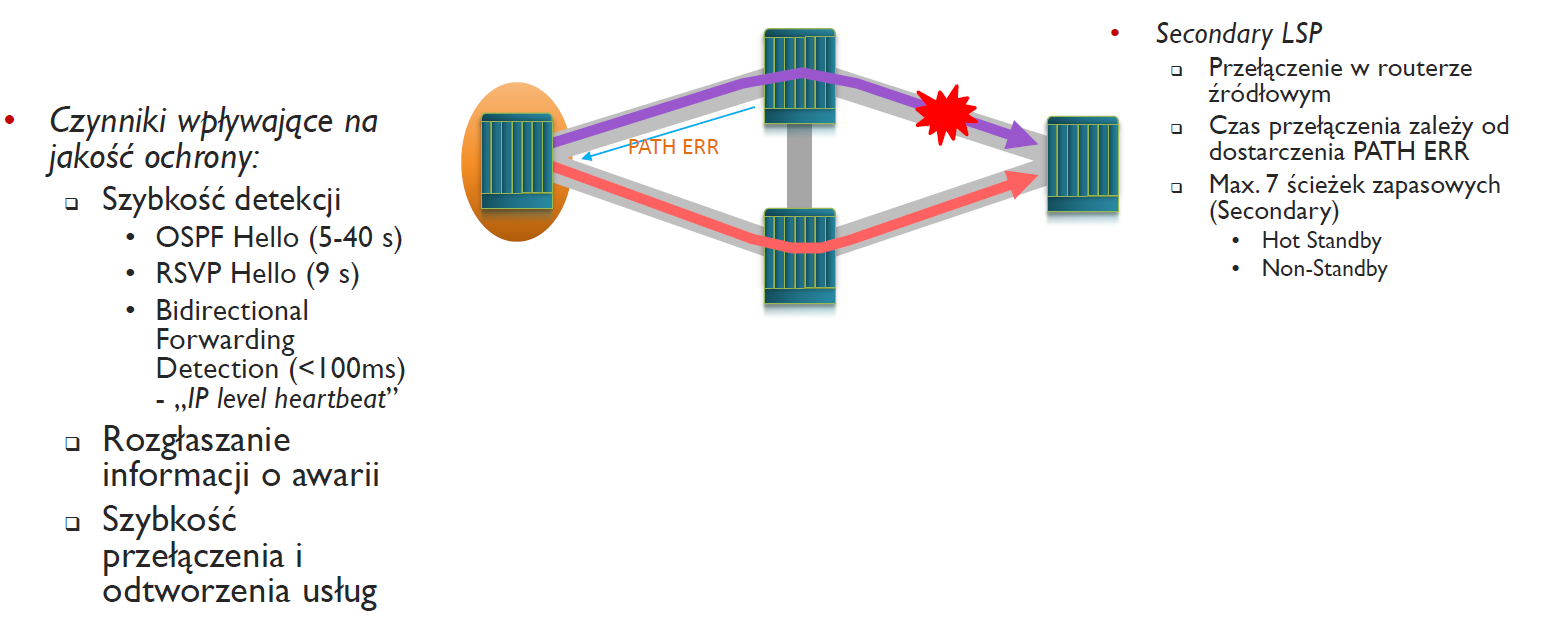 • Czynniki wpływające na
jakość ochrony:
❑ Szybkość detekcji
• OSPF Hello (5-40 s)
• RSVP Hello (9 s)
• Bidirectional
Forwarding
Detection (<100ms)
- „IP level heartbeat”
❑ Rozgłaszanie
informacji o awarii
❑ Szybkość
przełączenia i
odtworzenia usług
PATH ERR
• Secondary LSP
❑ Przełączenie w routerze
źródłowym
❑ Czas przełączenia zależy od
dostarczenia PATH ERR
❑ Max. 7 ścieżek zapasowych
(Secondary)
• Hot Standby
• Non-Standby